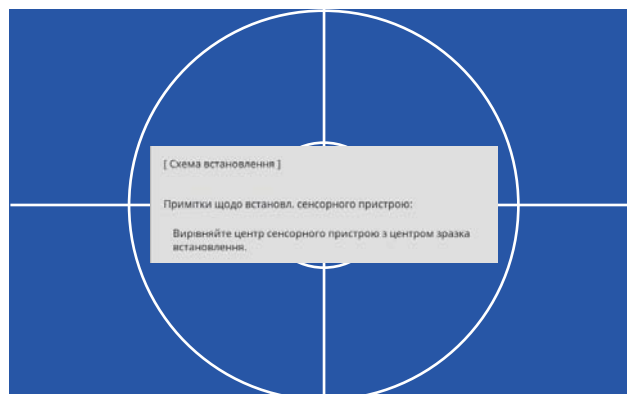 [ Схема встановлення ]
Примітки щодо встановл. сенсорного пристрою:
Вирівняйте центр сенсорного пристрою з центром зразка
встановлення.